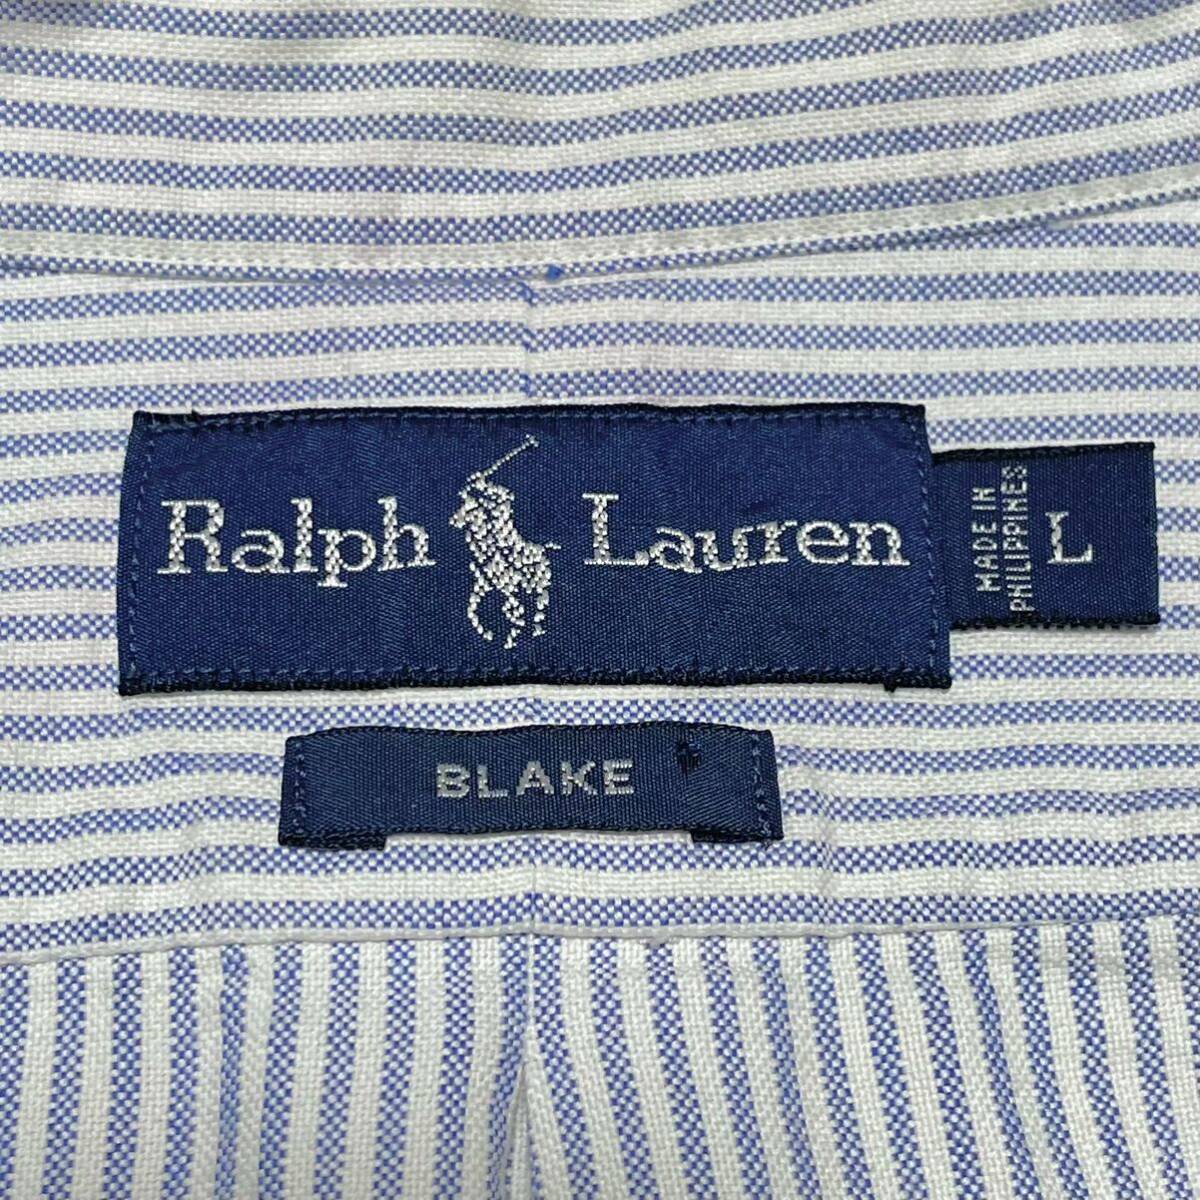 Ralph Lauren
MADE IN
PHILIPPINES
L
BLAKE